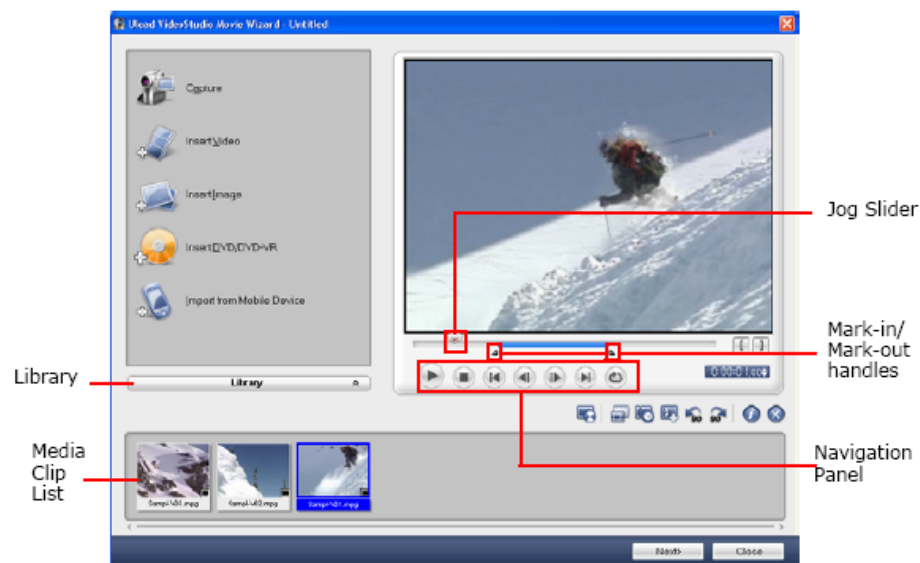 Ulead VideoStudio Movie Wizard - Untitled
Capture
Insert Video
Insert Image
Insert DVD/DVD-VR
Import from Mobile Device
Library
Jog Slider
Mark-in/
Mark-out
handles
Library
Media
Clip
List
Navigation
Panel
Next>
Close